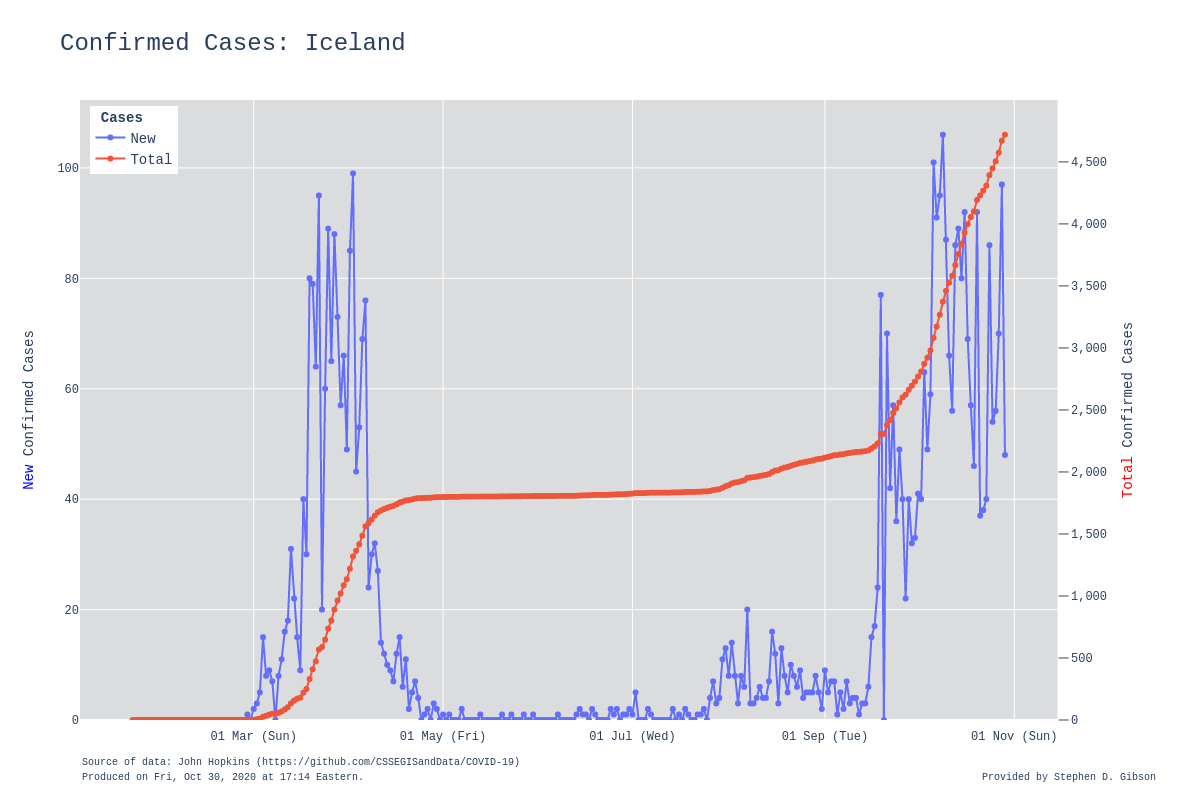 Confirmed Cases: Iceland
Cases
New
Total
100
80
60
40
20
0
New Confirmed Cases
4,500
4,000
3,500
3,000
2,500
2,000
1,500
1,000
500
0
Total Confirmed Cases
01 Mar (Sun)
01 May (Fri)
01 Jul (Wed)
01 Sep (Tue)
01 Nov (Sun)
Source of data: John Hopkins (https://github.com/CSSEGISandData/COVID-19)
Produced on Fri, Oct 30, 2020 at 17:14 Eastern.
Provided by Stephen D. Gibson